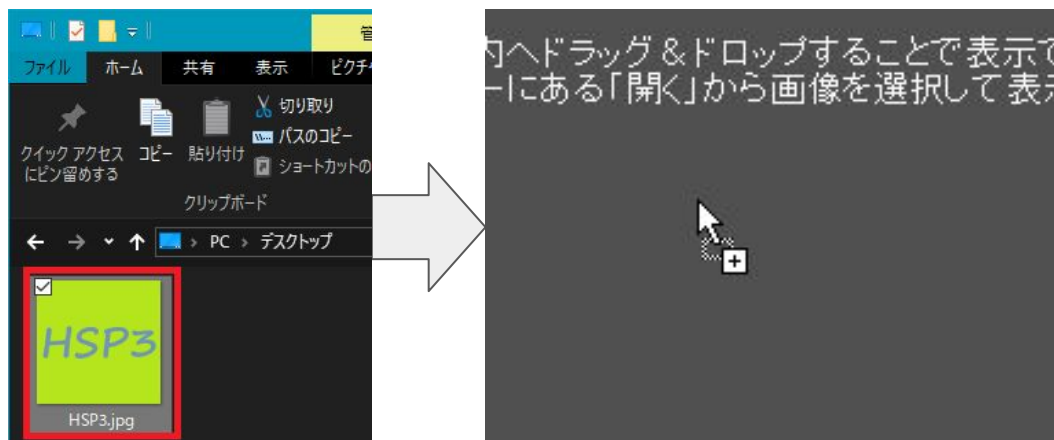 管
ファイル ホーム 共有 表示 ピクチ
クイック アクセス
にピン留めする
コピー
貼り付け
切り取り
パスのコピー
ショートカットの
クリップボード
PC › デスクトップ
HSP3
HSP3.jpg
内へドラッグ&ドロップすることで表示で
ーにある「開く」から画像を選択して表示